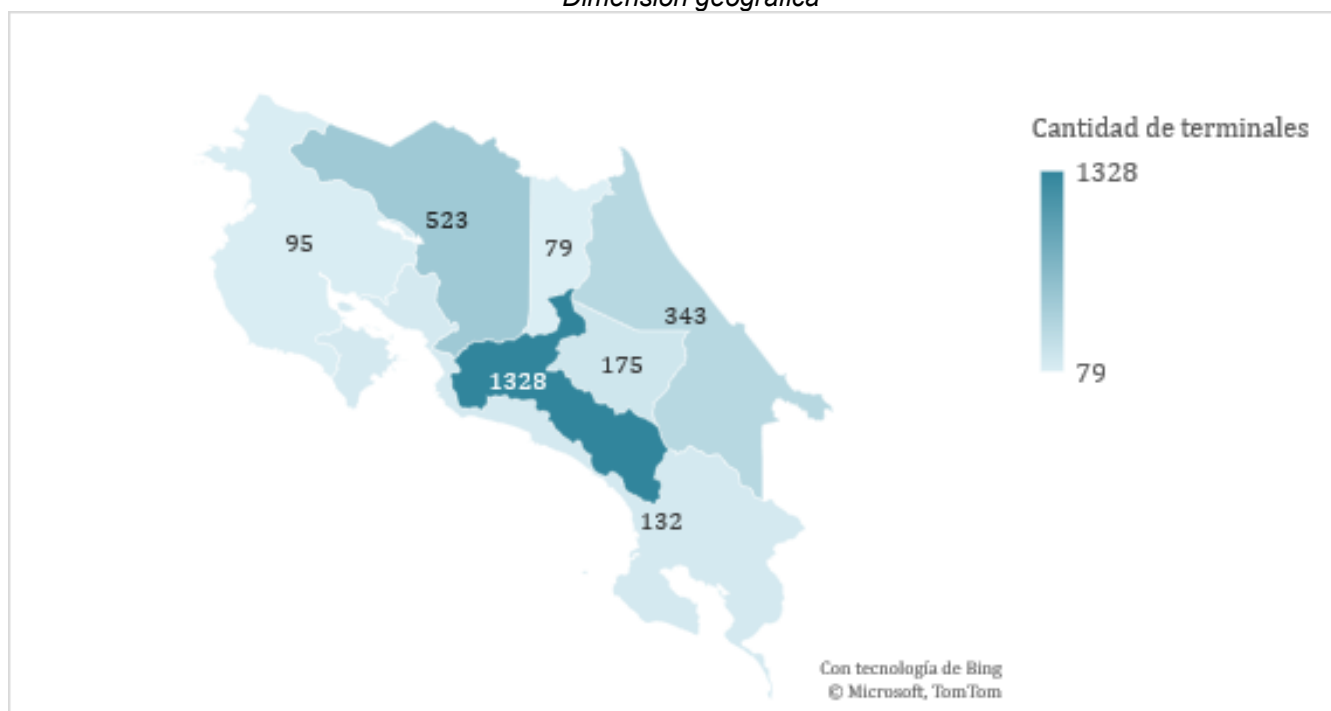 Dimensión geográfica
Cantidad de terminales
1328
79
523
79
95
343
175
1328
132
Con tecnología de Bing
© Microsoft, TomTom